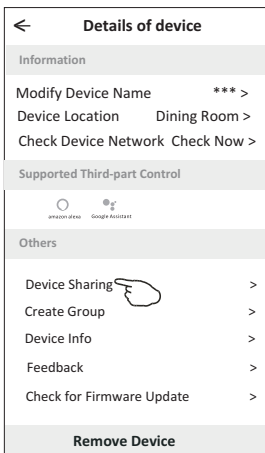 ← Details of device
Information
Modify Device Name *** >
Device Location Dining Room >
Check Device Network Check Now >
Supported Third-part Control
amazon alexa Google Assistant
Others
Device Sharing >
Create Group >
Device Info >
Feedback >
Check for Firmware Update >
Remove Device